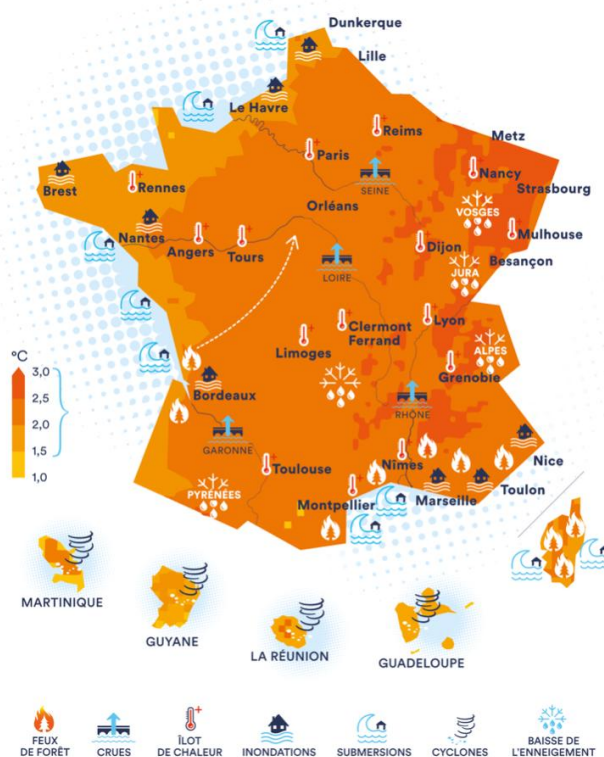 Dunkerque
Lille
Le Havre
Reims
Metz
Paris
Nancy
SEINE
Strasbourg
Brest
Rennes
VOSGES
Orléans
Nantes
Mulhouse
Angers
Tours
Dijon
Besançon
JURA
LOIRE
Lyon
Clermont
Ferrand
Limoges
ALPES
°C
3,0
2,5
2,0
1,5
1,0
Grenoble
Bordeaux
RHÔNE
GARONNE
Nice
Toulouse
Nîmes
PYRÉNÉES
Montpellier
Marseille
Toulon
MARTINIQUE
GUYANE
LA RÉUNION
GUADELOUPE
FEUX
DE FORÊT
CRUES
ÎLOT
DE CHALEUR
INONDATIONS
SUBMERSIONS
CYCLONES
BAISSE DE
L'ENNEIGEMENT